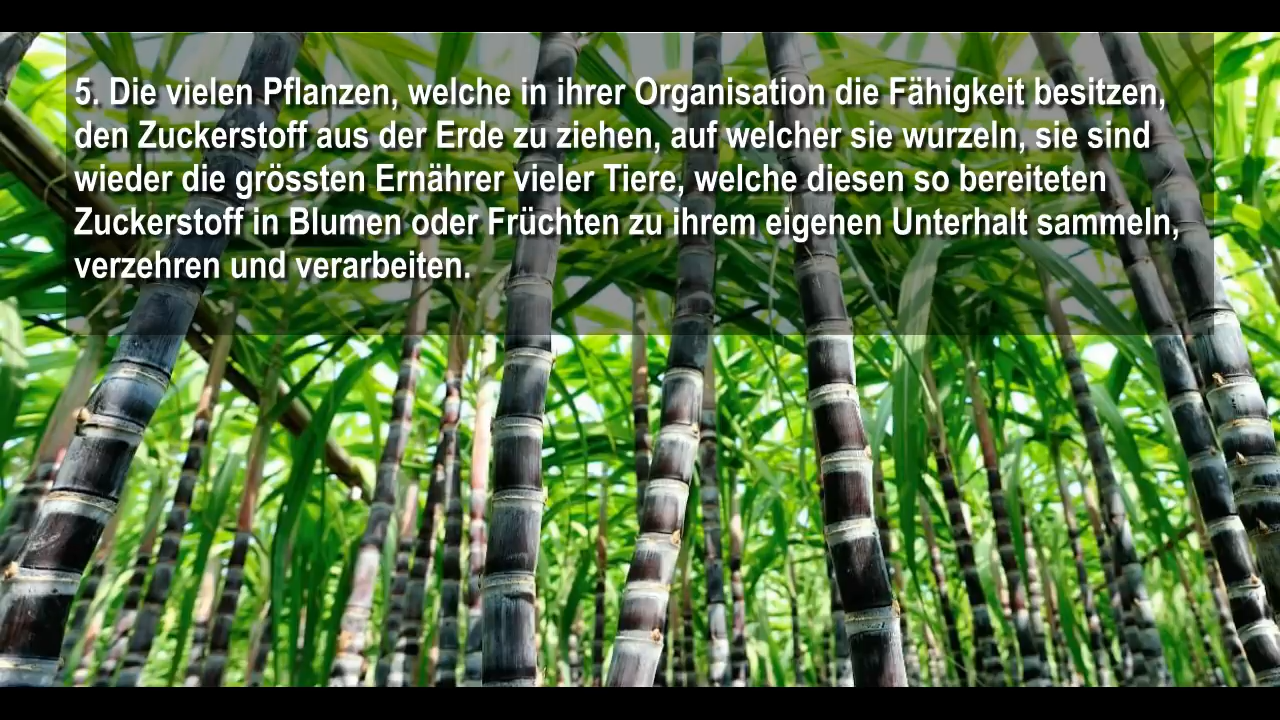 5. Die vielen Pflanzen, welche in ihrer Organisation die Fähigkeit besitzen,
den Zuckerstoff aus der Erde zu ziehen, auf welcher sie wurzeln, sie sind
wieder die grössten Ernährer vieler Tiere, welche diesen so bereiteten
Zuckerstoff in Blumen oder Früchten zu ihrem eigenen Unterhalt sammeln,
verzehren und verarbeiten.